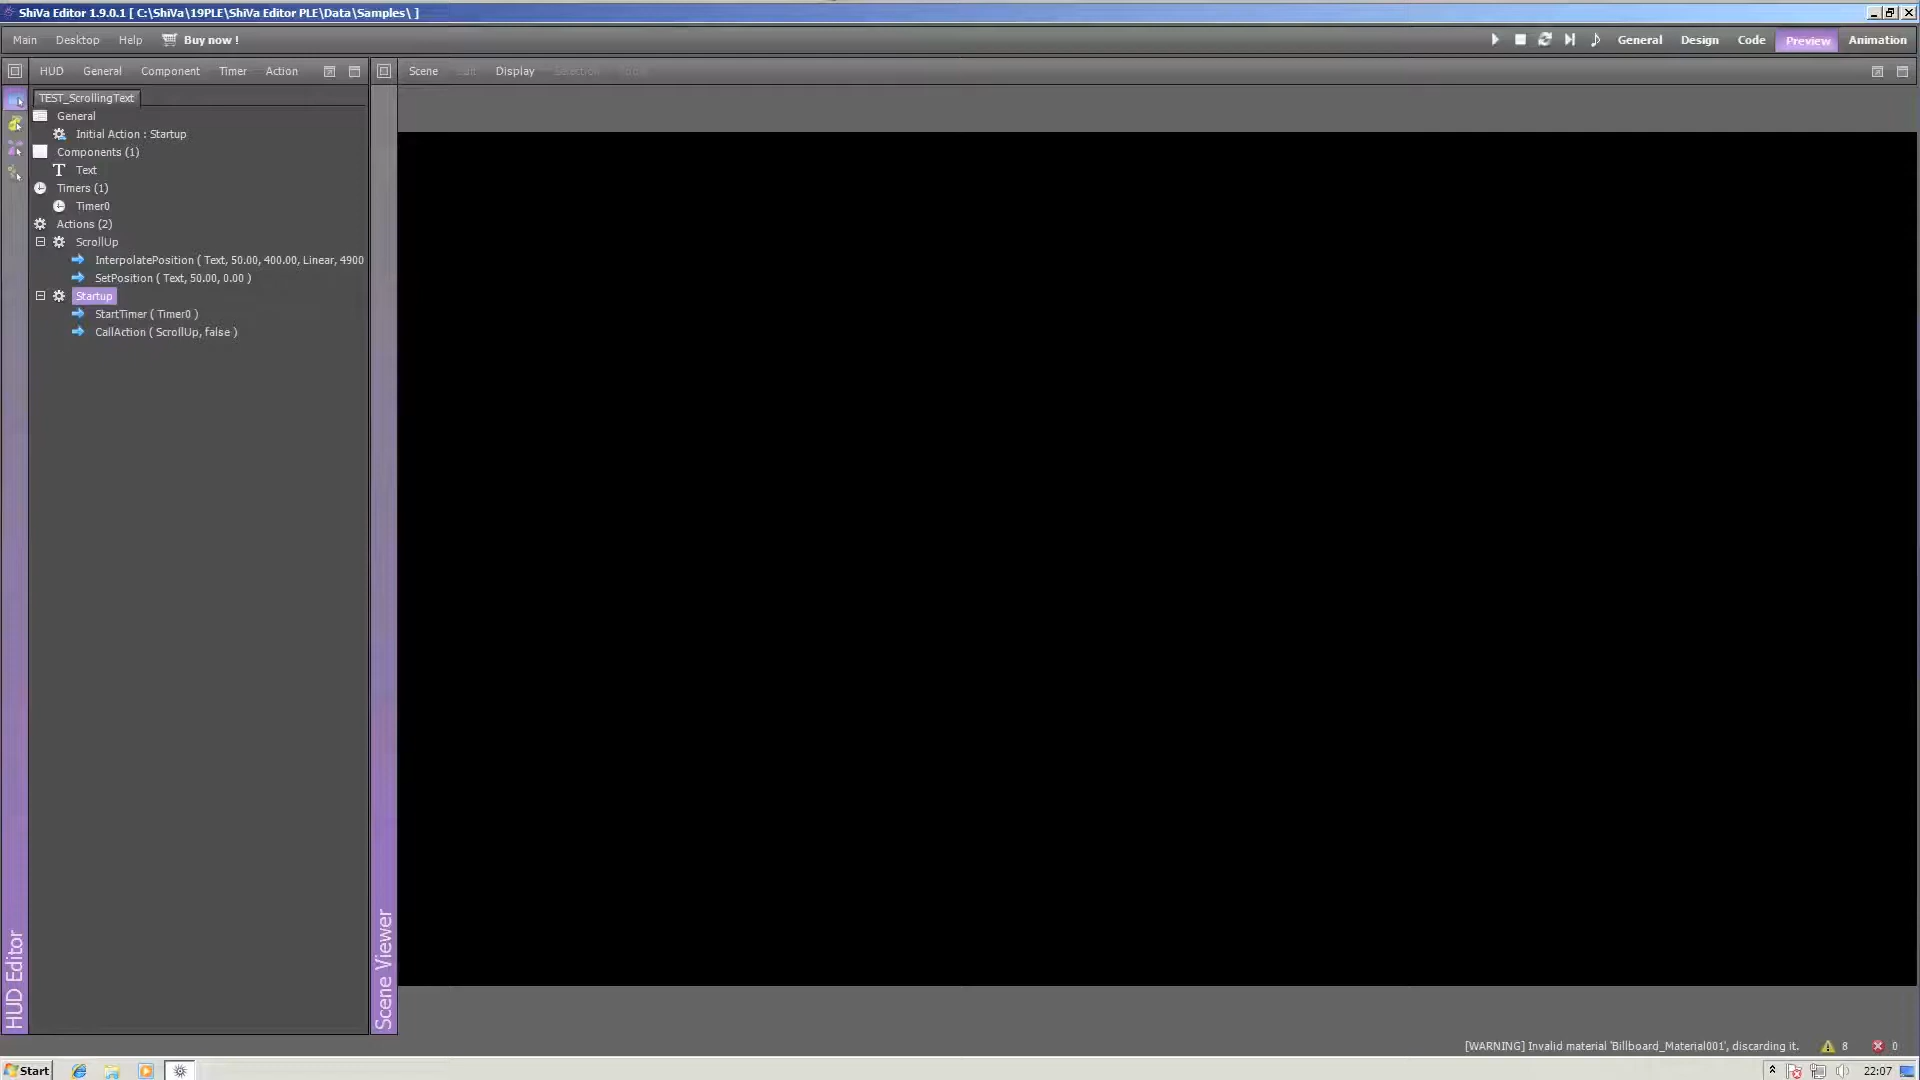 ShiVa Editor 1.9.0.1 [ C:\ShiVa\19PLE\ShiVa Editor PLE\Data\Samples\ ]
Main Desktop Help Buy now !
General Design Code Preview Animation
HUD General Component Timer Action
Scene Edit Display Selection
TEST_ScrollingText
General
Initial Action : Startup
Components (1)
T Text
Timers (1)
Timer0
Actions (2)
ScrollUp
InterpolatePosition ( Text, 50.00, 400.00, Linear, 4900
SetPosition ( Text, 50.00, 0.00 )
Startup
StartTimer ( Timer0 )
CallAction ( ScrollUp, false )
HUD Editor
Scene Viewer
[WARNING] Invalid material 'Billboard_Material001', discarding it. 8 0
Start
22:07